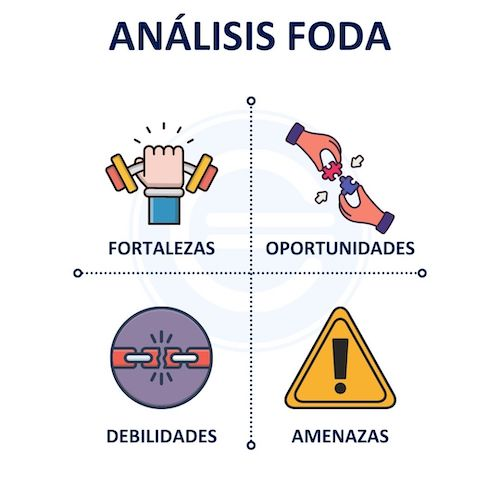 ANÁLISIS FODA
FORTALEZAS
OPORTUNIDADES
DEBILIDADES
AMENAZAS